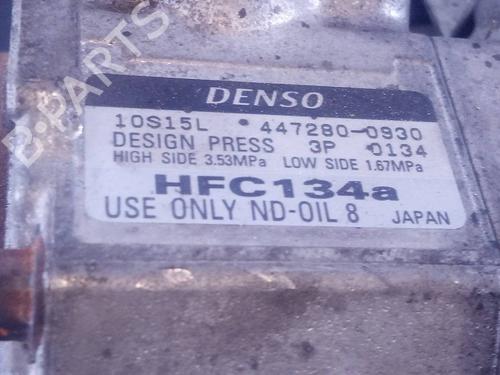 B-PARTS
DENSO
10S15L • 447280-0930
DESIGN PRESS 3P 0134
HIGH SIDE 3.53MPa LOW SIDE 1.67MPa
HFC134a
USE ONLY ND-OIL 8 JAPAN